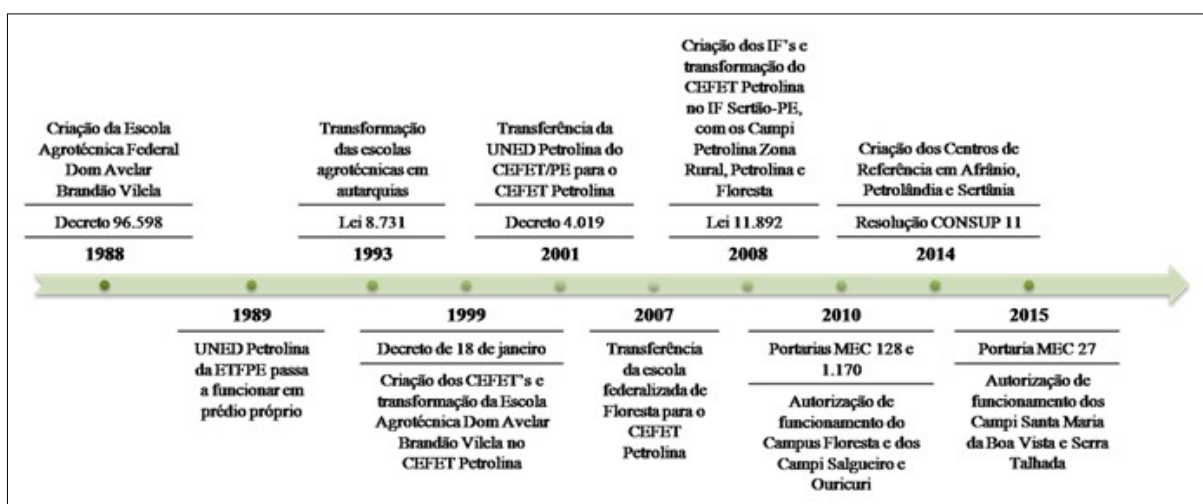 Criação da Escola
Agrotécnica Federal
Dom Avelar
Brandão Vilela
Decreto 96.598
1988
1989
UNED Petrolina
da ETFPE passa
a funcionar em
prédio próprio
Transformação
das escolas
agrotécnicas em
autarquias
Lei 8.731
1993
1999
Decreto de 18 de janeiro
Criação dos CEFET's e
transformação da Escola
Agrotécnica Dom Avelar
Brandão Vilela no
CEFET Petrolina
Transferência da
UNED Petrolina do
CEFET/PE para o
CEFET Petrolina
Decreto 4.019
2001
2007
Transferência
da escola
federalizada de
Floresta para o
CEFET
Petrolina
Criação dos IF's e
transformação do
CEFET Petrolina
no IF Sertão-PE,
com os Campi
Petrolina Zona
Rural, Petrolina e
Floresta
Lei 11.892
2008
2010
Portarias MEC 128 e
1.170
Autorização de
funcionamento do
Campus Floresta e dos
Campi Salgueiro e
Ouricuri
Criação dos Centros de
Referência em Afrânio,
Petrolândia e Sertânia
Resolução CONSUP 11
2014
2015
Portaria MEC 27
Autorização de
funcionamento dos
Campi Santa Maria
da Boa Vista e Serra
Talhada